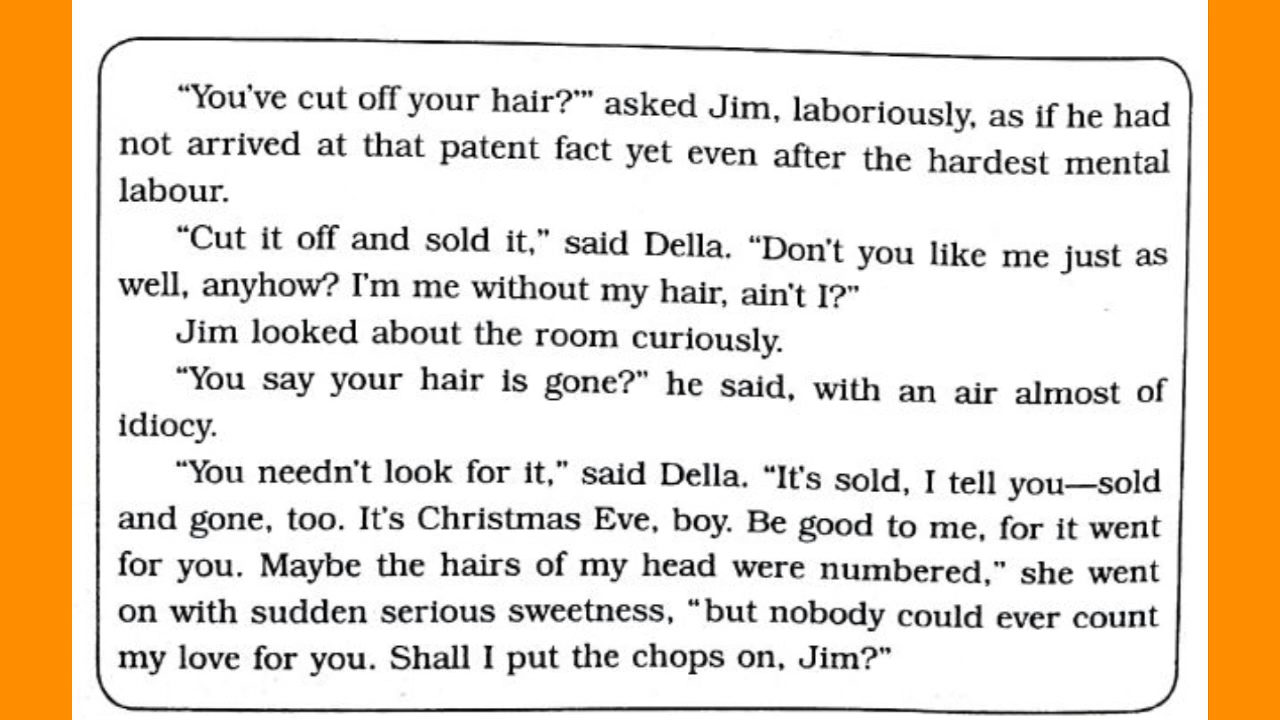 “You've cut off your hair?’” asked Jim, laboriously, as if he had
not arrived at that patent fact yet even after the hardest mental
labour.
“Cut it off and sold it,” said Della. “Don't you like me just as
well, anyhow? I'm me without my hair, ain't I?”
Jim looked about the room curiously.
“You say your hair is gone?” he said, with an air almost of
idiocy.
“You needn't look for it,” said Della. “It's sold, I tell you—sold
and gone, too. It's Christmas Eve, boy. Be good to me, for it went
for you. Maybe the hairs of my head were numbered,” she went
on with sudden serious sweetness, “but nobody could ever count
my love for you. Shall I put the chops on, Jim?”